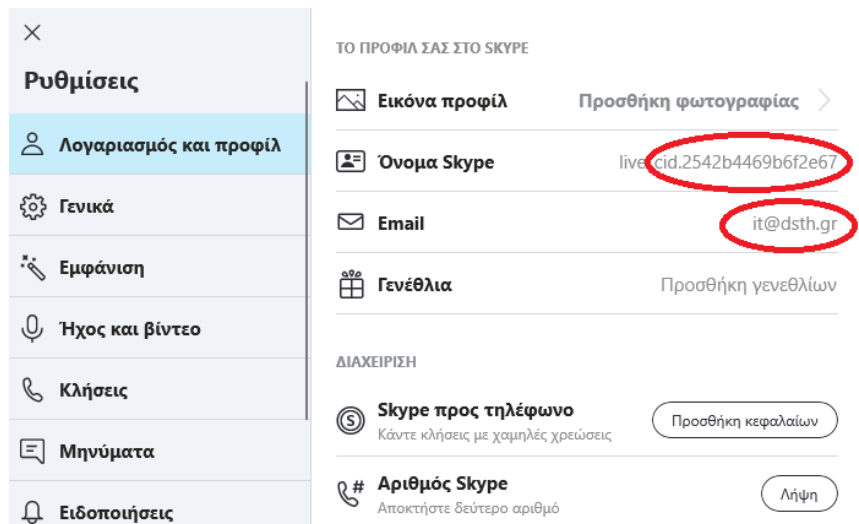 Ρυθμίσεις
Λογαριασμός και προφίλ
Γενικά
Εμφάνιση
Ήχος και βίντεο
Κλήσεις
Μηνύματα
Ειδοποιήσεις
ΤΟ ΠΡΟΦΙΛ ΣΑΣ ΣΤΟ SKYPE
Εικόνα προφίλ Προσθήκη φωτογραφίας
Όνομα Skype live:.cid.2542b4469b6f2e67
Email it@dsth.gr
Γενέθλια Προσθήκη γενεθλίων
ΔΙΑΧΕΙΡΙΣΗ
Skype προς τηλέφωνο Προσθήκη κεφαλαίων
Κάντε κλήσεις με χαμηλές χρεώσεις
Αριθμός Skype Λήψη
Αποκτήστε δεύτερο αριθμό